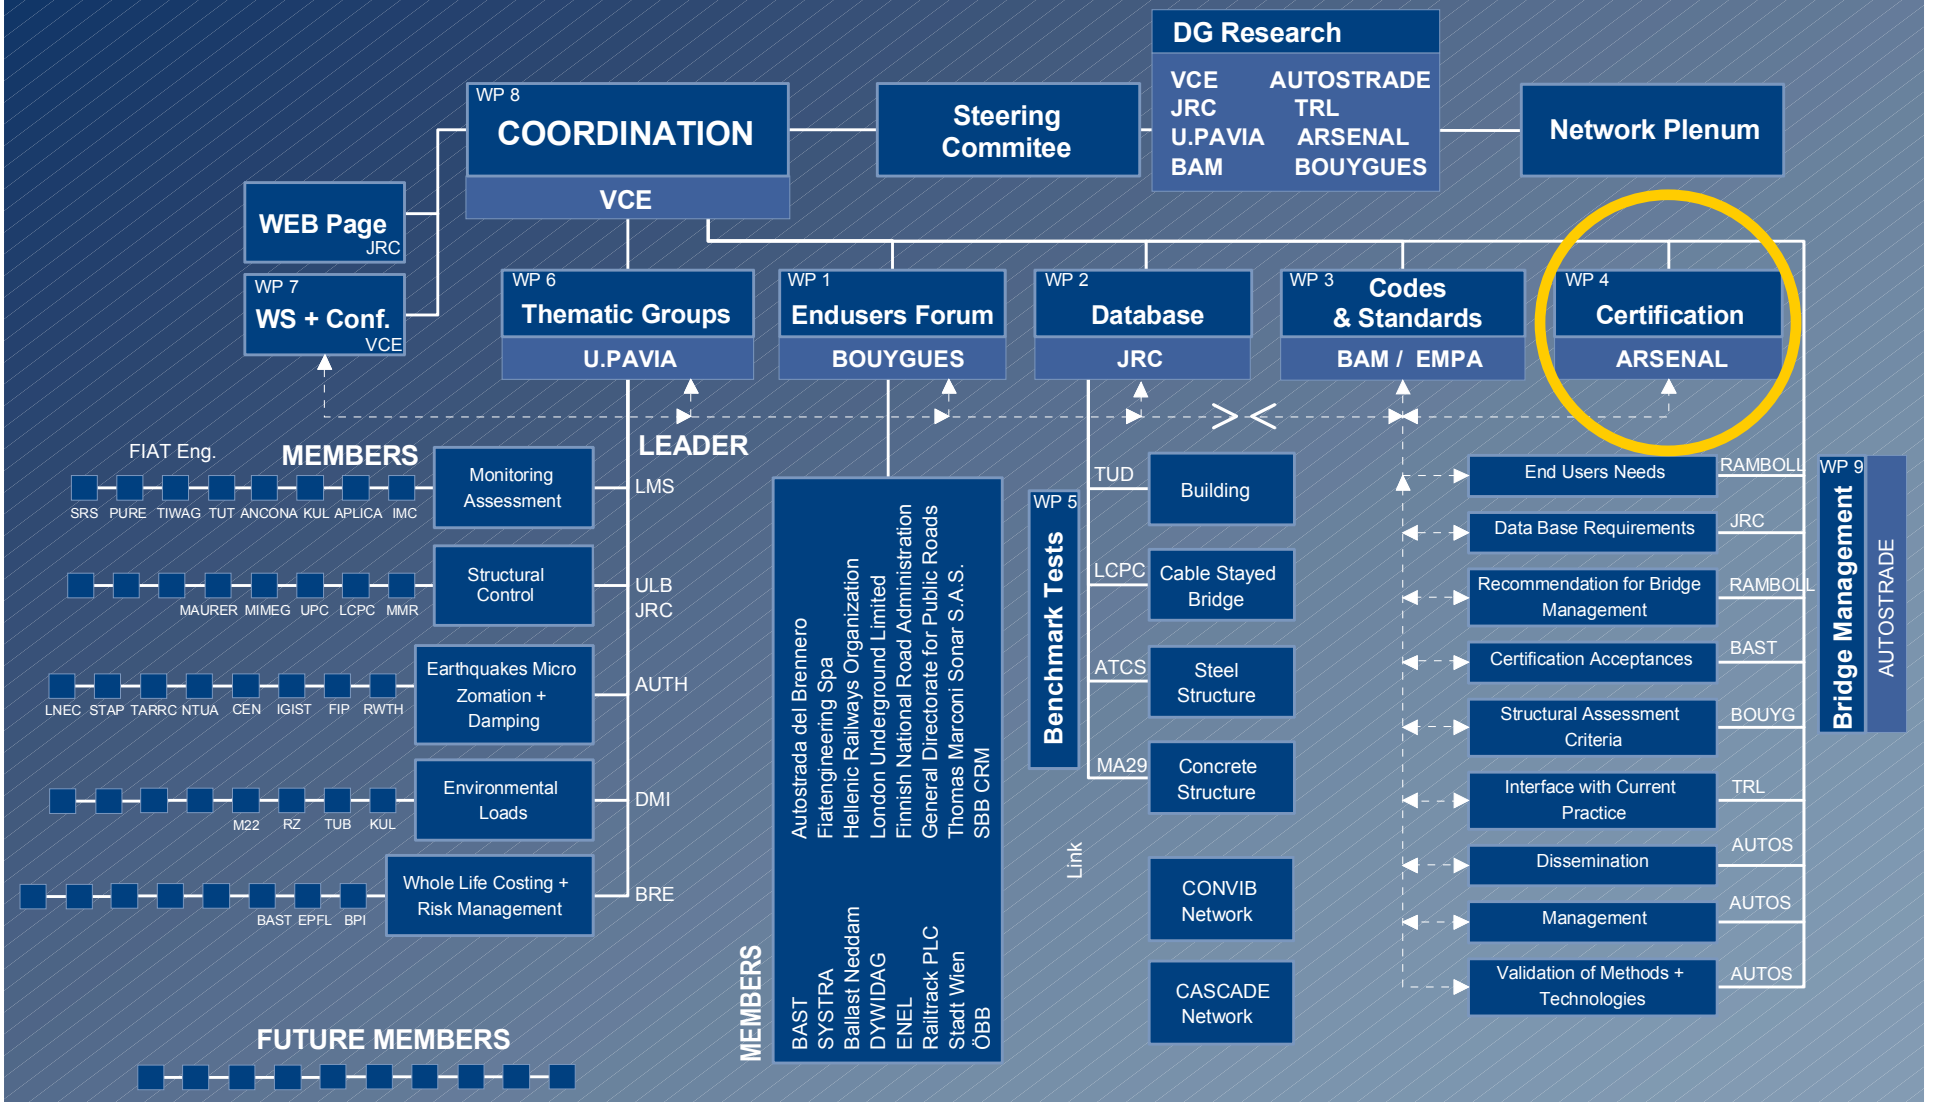 DG Research
VCE AUTOSTRADE
JRC TRL
U.PAVIA ARSENAL
BAM BOUYGUES
WP 8
COORDINATION
VCE
Steering
Commitee
Network Plenum
WEB Page
JRC
WP 7
WS + Conf.
VCE
WP 6
Thematic Groups
U.PAVIA
WP 1
Endusers Forum
BOUYGUES
WP 2
Database
JRC
WP 3
Codes
& Standards
BAM / EMPA
WP 4
Certification
ARSENAL
LEADER
FIAT Eng.
MEMBERS
SRS PURE TIWAG TUT ANCONA KUL APLICA IMC
Monitoring
Assessment
LMS
MAURER MIMEG UPC LCPC MMR
Structural
Control
ULB
JRC
LNEC STAP TARRC NTUA CEN IGIST FIP RWTH
Earthquakes Micro
Zomation +
Damping
AUTH
M22 RZ TUB KUL
Environmental
Loads
DMI
BAST EPFL BPI
Whole Life Costing +
Risk Management
BRE
FUTURE MEMBERS
MEMBERS
Autostrada del Brennero
Fiatengineering Spa
Hellenic Railways Organization
London Underground Limited
Finnish National Road Administration
General Directorate for Public Roads
Thomas Marconi Sonar S.A.S.
SBB CRM
BAST
SYSTRA
Ballast Neddam
DYWIDAG
ENEL
Railtrack PLC
Stadt Wien
ÖBB
WP 5
Benchmark Tests
TUD
Building
LCPC
Cable Stayed
Bridge
ATCS
Steel
Structure
MA29
Concrete
Structure
Link
CONVIB
Network
CASCADE
Network
End Users Needs
RAMBOLL
Data Base Requirements
JRC
Recommendation for Bridge
Management
RAMBOLL
Certification Acceptances
BAST
Structural Assessment
Criteria
BOUYG
Interface with Current
Practice
TRL
Dissemination
AUTOS
Management
AUTOS
Validation of Methods +
Technologies
AUTOS
WP 9
Bridge Management
AUTOSTRADE